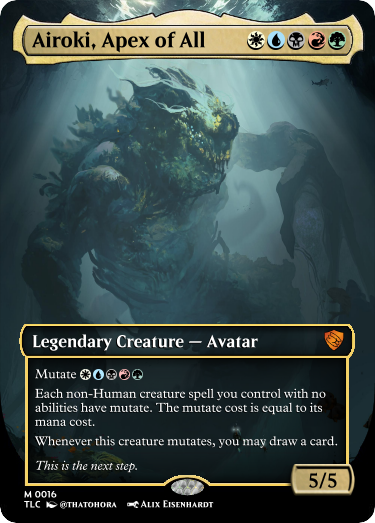 Airoki, Apex of All
Legendary Creature — Avatar
Mutate
Each non-Human creature spell you control with no
abilities have mutate. The mutate cost is equal to its
mana cost.
Whenever this creature mutates, you may draw a card.
This is the next step.
5/5
M 0016
TLC @THATOHORA Alix Eisenhardt